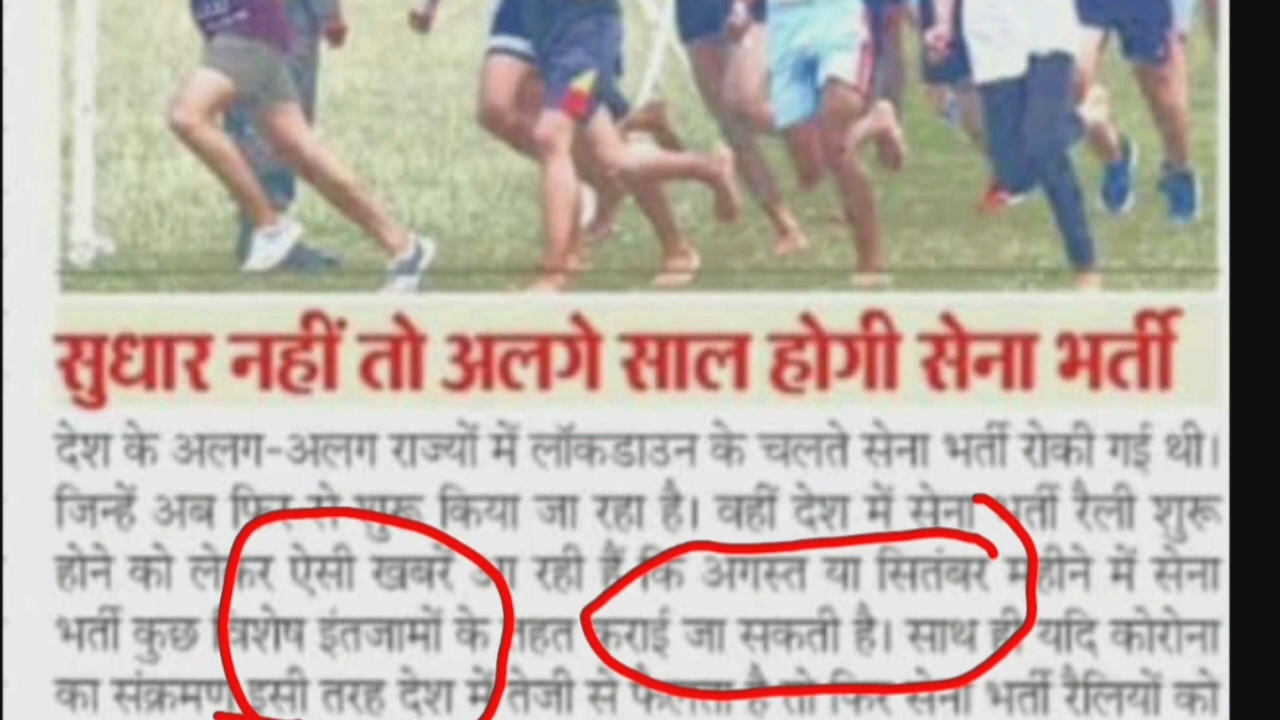 सुधार नहीं तो अलगे साल होगी सेना भर्ती
देश के अलग-अलग राज्यों में लॉकडाउन के चलते सेना भर्ती रोकी गई थी।
जिन्हें अब फिर से शुरू किया जा रहा है। वहीं देश में सेना भर्ती रैली शुरू
होने को लेकर ऐसी खबरें आ रही हैं कि अगस्त या सितंबर महीने में सेना
भर्ती कुछ विशेष इंतजामों के तहत कराई जा सकती है। साथ ही यदि कोरोना
का संक्रमण इसी तरह देश में तेजी से फैलता है तो फिर सेना भर्ती रैलियों को